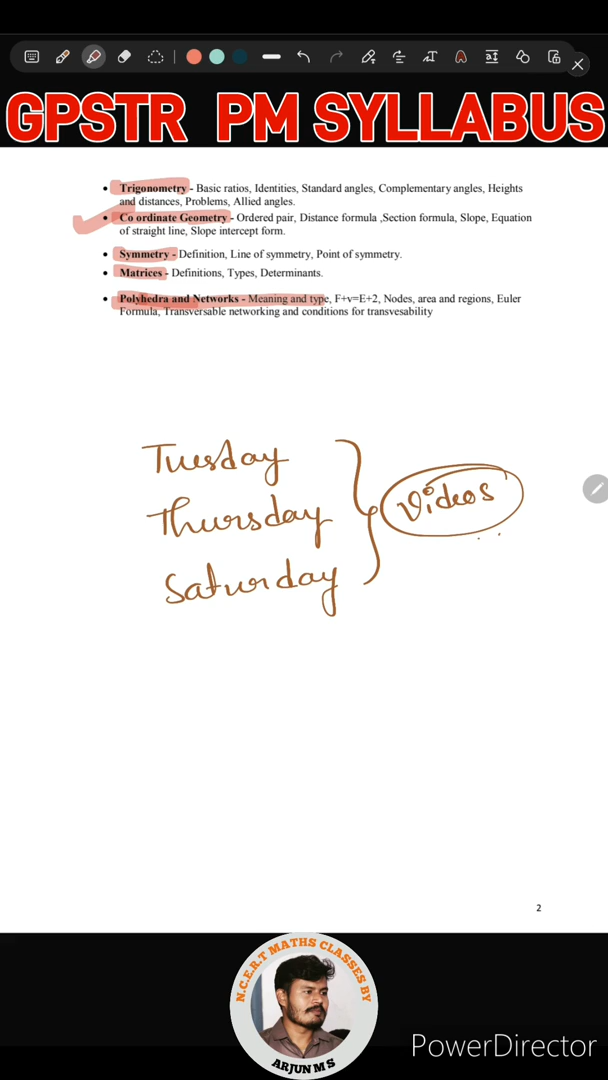 GPSTR PM SYLLABUS
• Trigonometry - Basic ratios, Identities, Standard angles, Complementary angles, Heights
and distances, Problems, Allied angles.
• Co ordinate Geometry - Ordered pair, Distance formula ,Section formula, Slope, Equation
of straight line, Slope intercept form.
• Symmetry - Definition, Line of symmetry, Point of symmetry.
• Matrices - Definitions, Types, Determinants.
• Polyhedra and Networks - Meaning and type, F+v=E+2, Nodes, area and regions, Euler
Formula, Transversable networking and conditions for transvesability
Tuesday
Thursday
Saturday
Videos
2
N.C.E.R.T MATHS CLASSES BY
ARJUN M S
PowerDirector